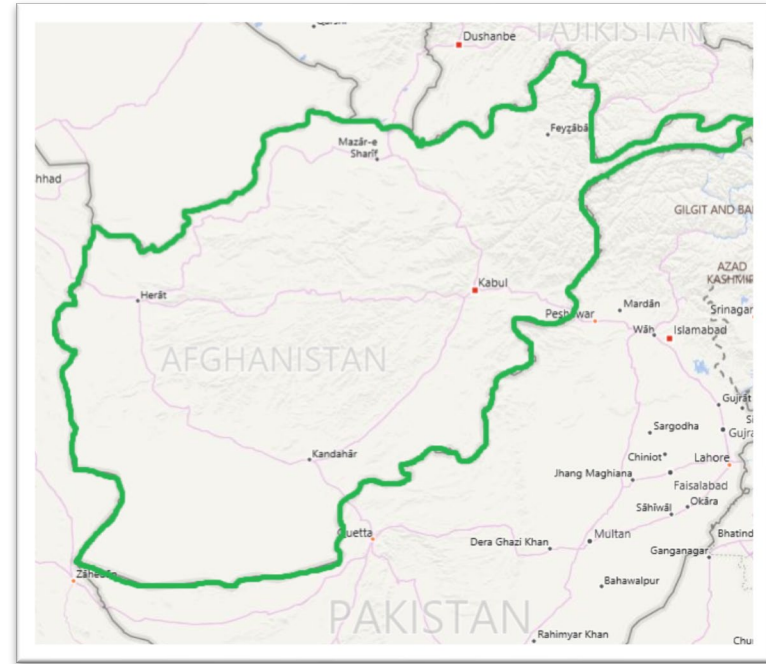 Dushanbe
TAJIKISTAN
Mazār-e
Sharīf
hhad
GILGIT AND BA
AZAD
KASHMIR
Herāt
Kabul
Mardān
Peshawar
Srinagar
Wāh
Islamabad
AFGHANISTAN
Gujrāt
Sargodha
Gujra
Kandahār
Chiniot
Lahore
Jhang Maghiana
Faisalabad
Okāra
Sāhīwāl
Quetta
Dera Ghazi Khan
Multan
Bhatind
Ganganagar
Bahawalpur
PAKISTAN
Rahimyar Khan
Chu